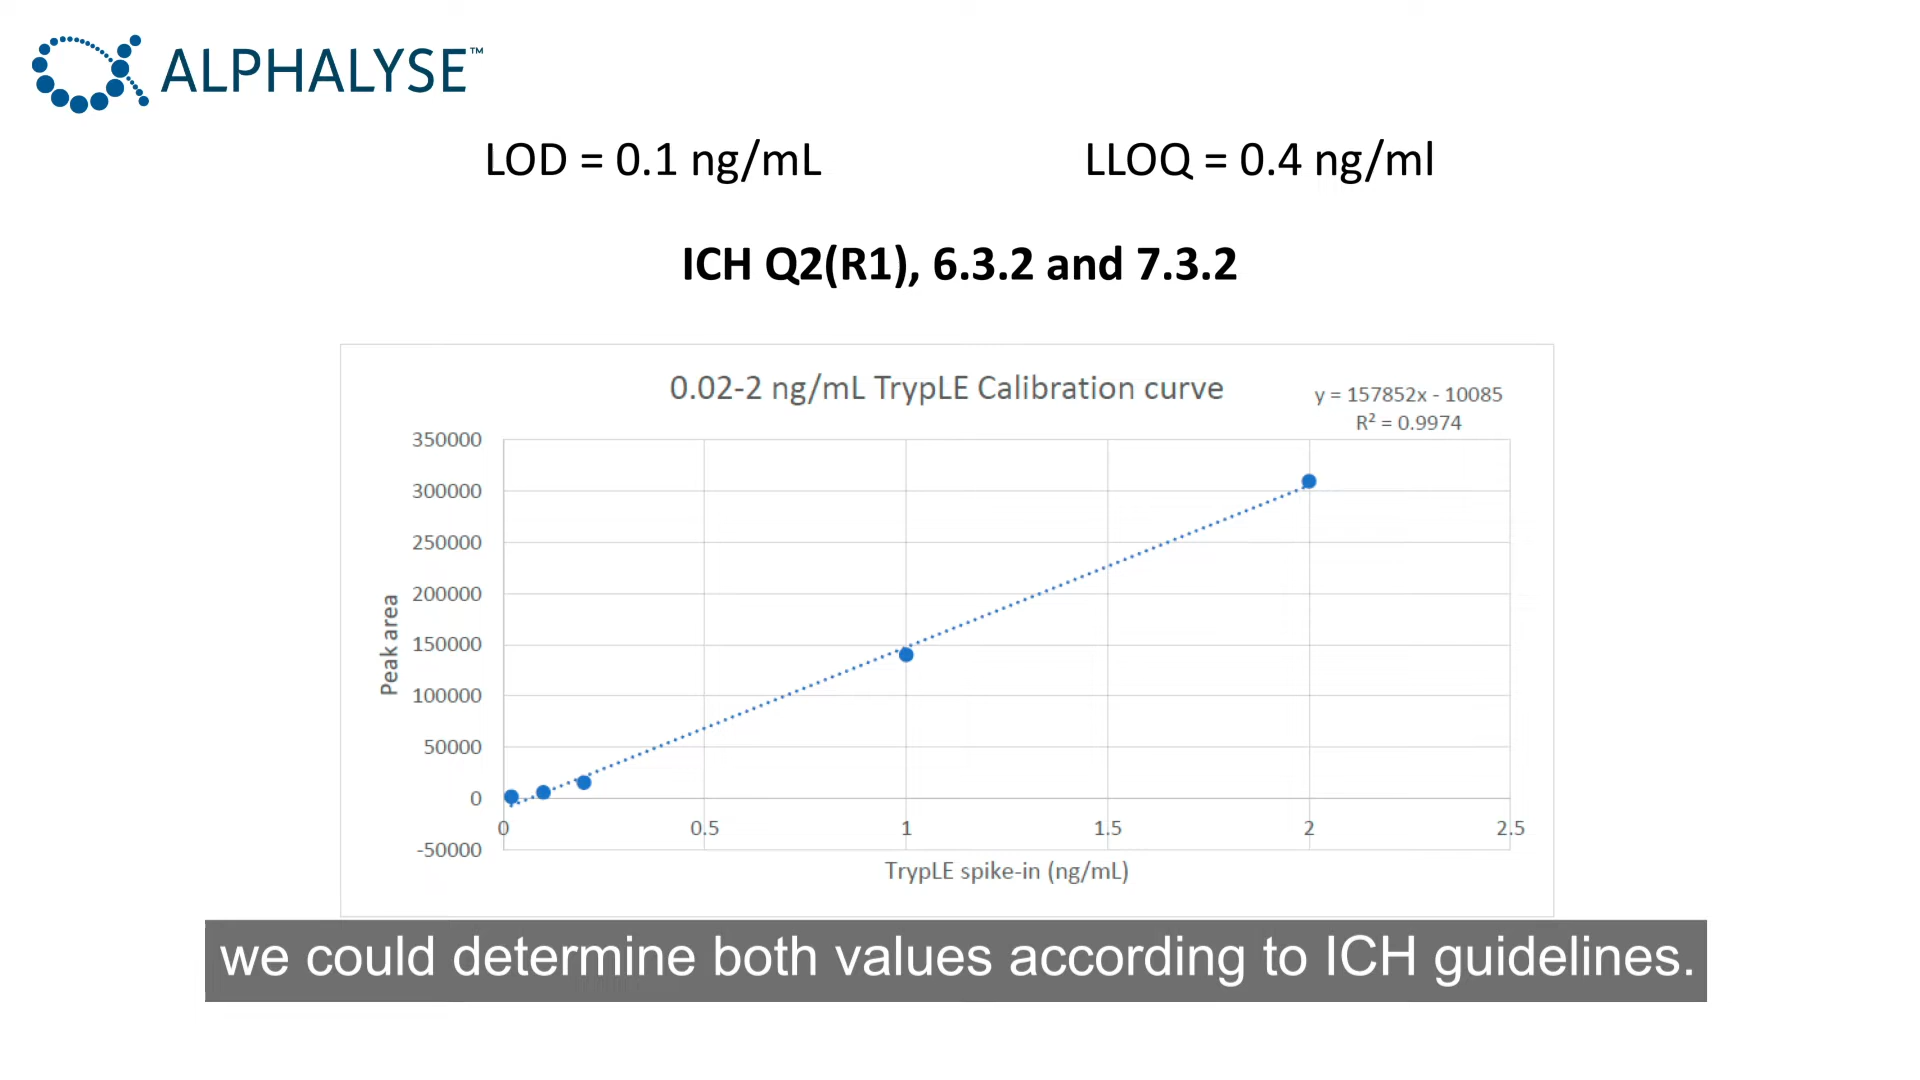 ALPHALYSE™
LOD = 0.1 ng/mL
LLOQ = 0.4 ng/ml
ICH Q2(R1), 6.3.2 and 7.3.2
0.02-2 ng/mL TrypLE Calibration curve
y = 157852x - 10085
R² = 0.9974
350000
300000
250000
200000
150000
100000
50000
0
-50000
Peak area
0
0.5
1
1.5
2
2.5
TrypLE spike-in (ng/mL)
we could determine both values according to ICH guidelines.